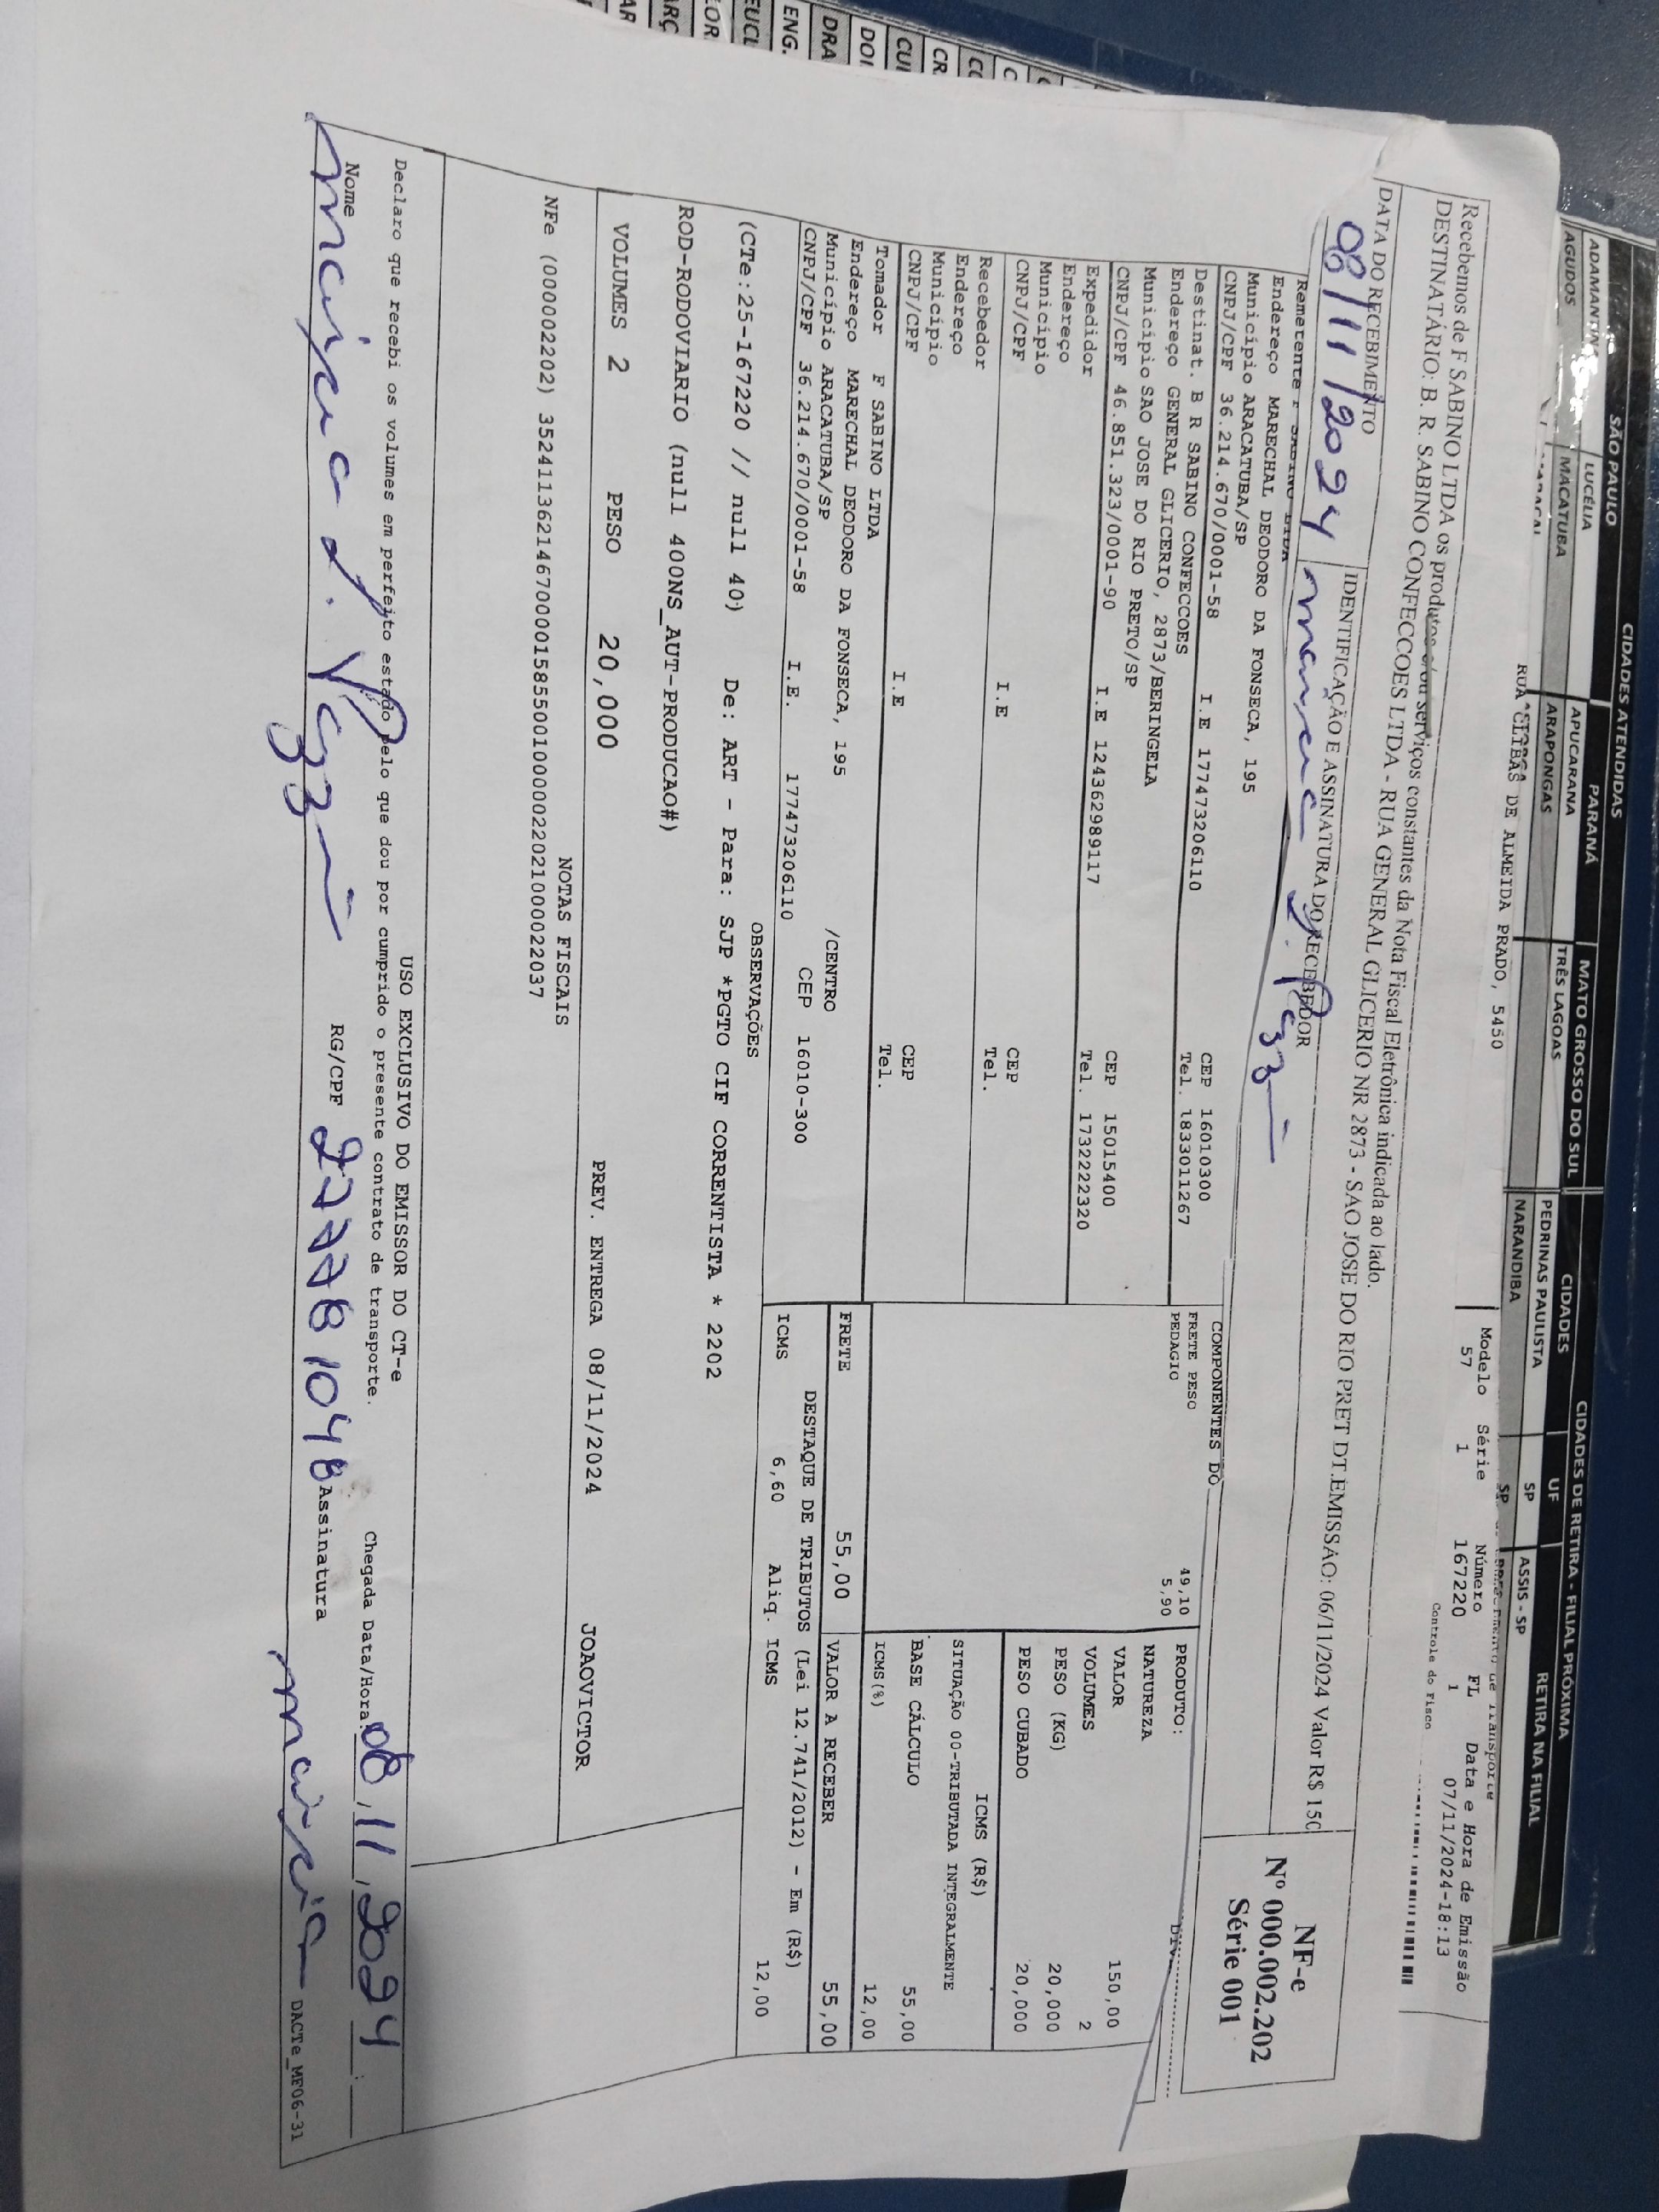 CIDADES ATENDIDAS
SÃO PAULO
PARANÁ
MATO GROSSO DO SUL
CIDADES DE RETIRA - FILIAL PRÓXIMA
LUCÉLIA
APUCARANA
TRÊS LAGOAS
CIDADES
UF
RETIRA NA FILIAL
AGUDOS
MACATUBA
ARAPONGAS
PEDRINAS PAULISTA
SP
ASSIS - SP
NARANDIBA
SP
DE ALMEIDA PRADO, 5450
Modelo Série Número FL Data e Hora de Emissão
57 1 167220 1 07/11/2024-18:13
Controle do Fisco
Recebemos de F SABINO LTDA os produtos e/ou serviços constantes da Nota Fiscal Eletrônica indicada ao lado.
DESTINATÁRIO: B. R. SABINO CONFECCOES LTDA - RUA GENERAL GLICERIO NR 2873 - SAO JOSE DO RIO PRET DT.EMISSÃO: 06/11/2024 Valor R$ 150
DATA DO RECEBIMENTO
IDENTIFICAÇÃO E ASSINATURA DO RECEBEDOR
08/11/2024
NF-e
Nº 000.002.202
Série 001
Remetente F SABINO LTDA
Endereço MARECHAL DEODORO DA FONSECA, 195
Município ARACATUBA/SP CEP 16010300
CNPJ/CPF 36.214.670/0001-58 I.E 177473206110 Tel. 1833011267
Destinat. B R SABINO CONFECCOES
Endereço GENERAL GLICERIO, 2873/BERINGELA
Município SAO JOSE DO RIO PRETO/SP CEP 15015400
CNPJ/CPF 46.851.323/0001-90 I.E 124362989117 Tel. 1732222320
Expedidor
Endereço
Município CEP
CNPJ/CPF I.E Tel.
Recebedor
Endereço
Município CEP
CNPJ/CPF I.E Tel.
Tomador F SABINO LTDA
Endereço MARECHAL DEODORO DA FONSECA, 195 /CENTRO
Município ARACATUBA/SP CEP 16010-300
CNPJ/CPF 36.214.670/0001-58 I.E. 177473206110
COMPONENTES DO
FRETE PESO 49,10
PEDAGIO 5,90
FRETE 55,00
PRODUTO:
NATUREZA
VALOR 150,00
VOLUMES 2
PESO (KG) 20,000
PESO CUBADO 20,000
ICMS (R$)
SITUAÇÃO 00-TRIBUTADA INTEGRALMENTE
BASE CÁLCULO 55,00
ICMS(%) 12,00
VALOR A RECEBER 55,00
DESTAQUE DE TRIBUTOS (Lei 12.741/2012) - Em (R$)
ICMS 6,60 Aliq. ICMS 12,00
OBSERVAÇÕES
(CTe:25-167220 // null 40) De: ART - Para: SJP *PGTO CIF CORRENTISTA * 2202
ROD-RODOVIARIO (null 400NS_AUT-PRODUCAO#)
VOLUMES 2 PESO 20,000 PREV. ENTREGA 08/11/2024 JOAOVICTOR
NOTAS FISCAIS
NFe (000002202) 35241136214670000158550010000022021000022037
USO EXCLUSIVO DO EMISSOR DO CT-e
Declaro que recebi os volumes em perfeito estado pelo que dou por cumprido o presente contrato de transporte.
Chegada Data/Hora: 08/11/2024
Nome
RG/CPF 277781048
Assinatura marcia
DACTe_MF06-31